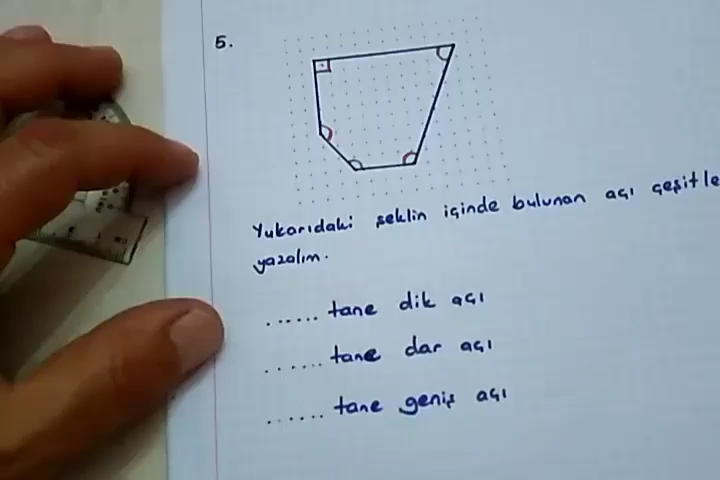 5.
Yukarıdaki şeklin içinde bulunan açı çeşitle
yazalım.
...... tane dik açı
...... tane dar açı
...... tane geniş açı